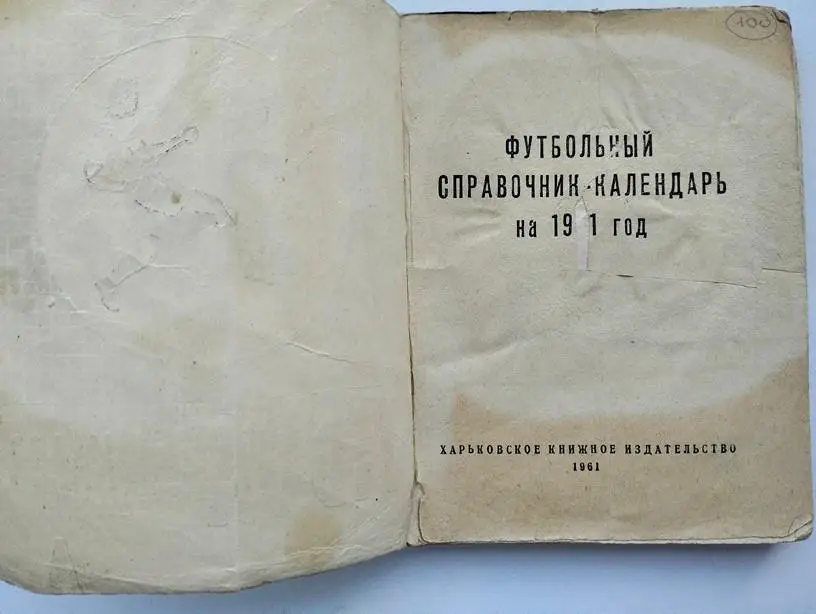 100
ФУТБОЛЬНЫЙ
СПРАВОЧНИК-КАЛЕНДАРЬ
на 19 1 год
ХАРЬКОВСКОЕ КНИЖНОЕ ИЗДАТЕЛЬСТВО
1961